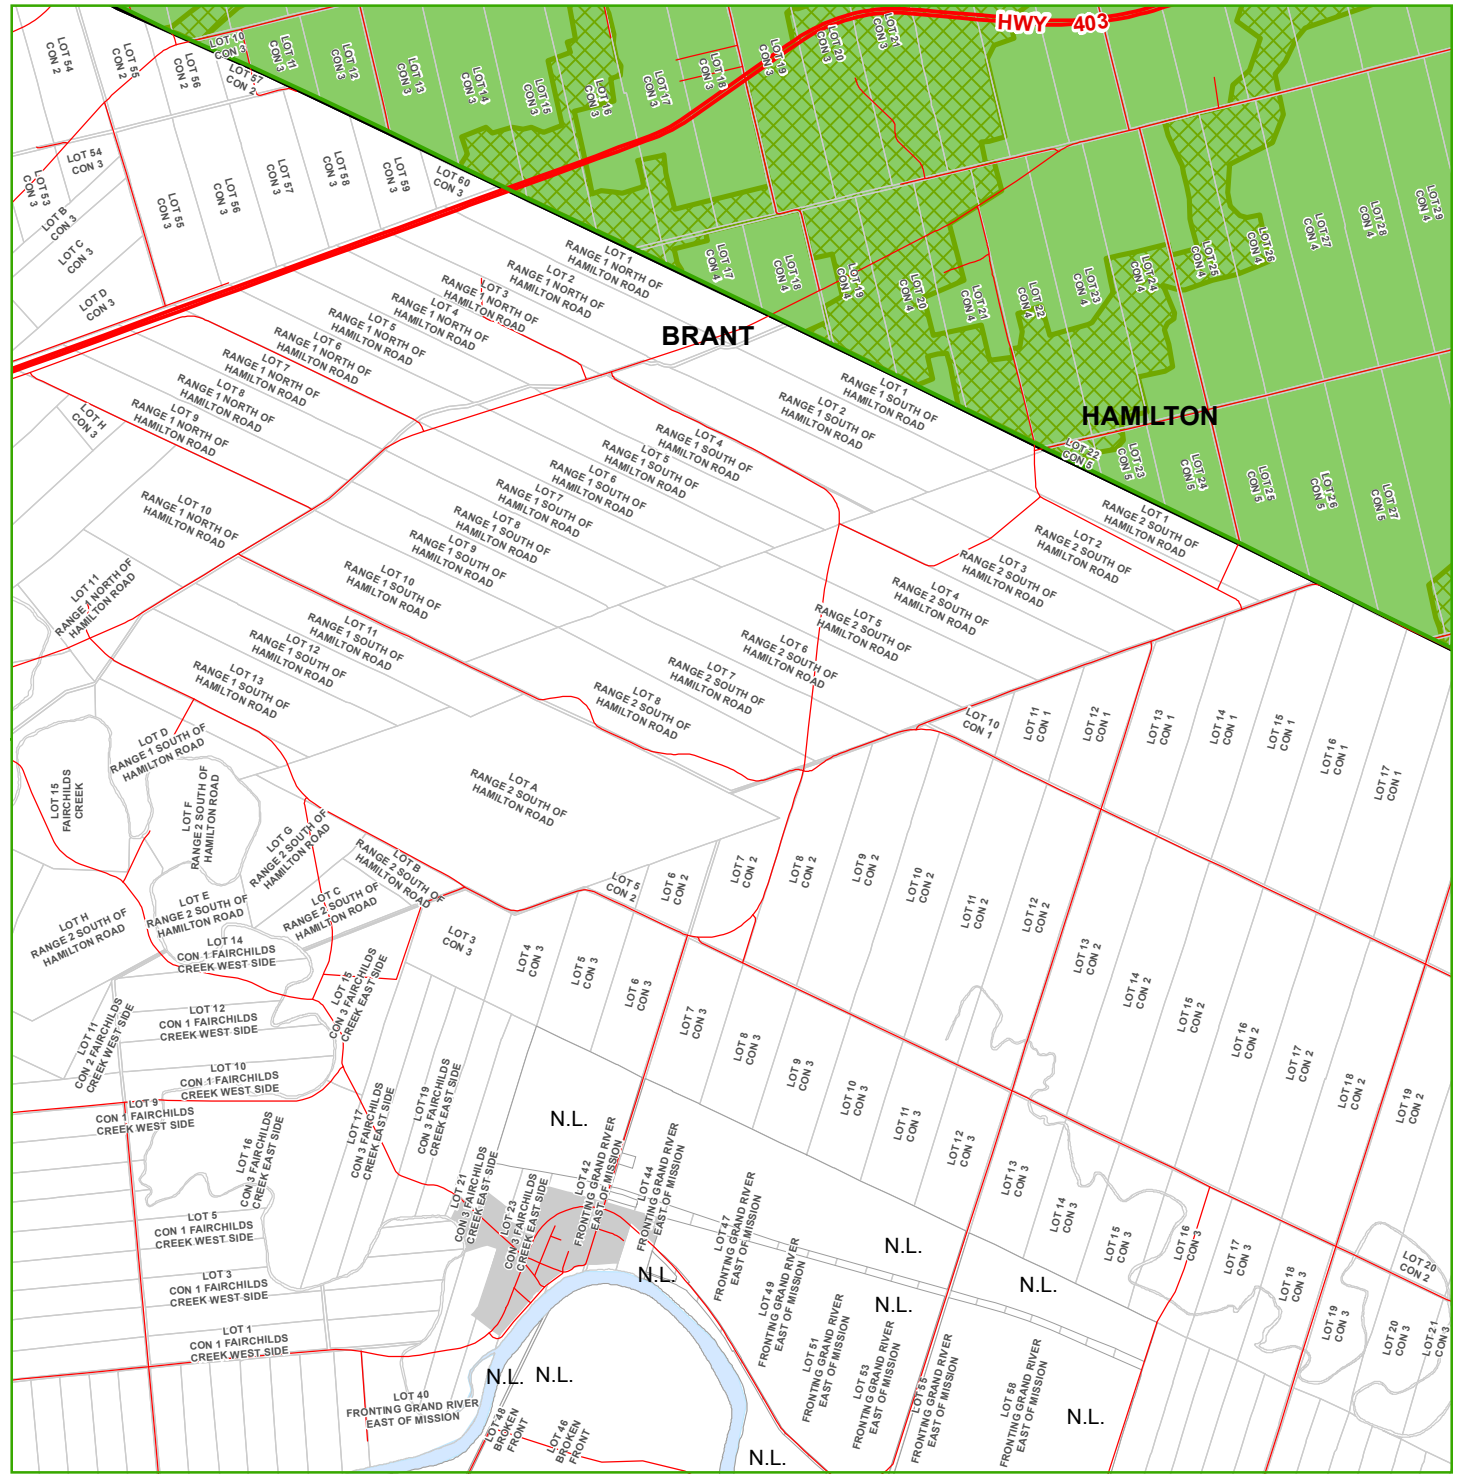 HWY 403
LOT 54
CON 2
LOT 55
CON 2
LOT 56
CON 2
LOT 10
CON 3
LOT 57
CON 2
LOT 11
CON 3
LOT 12
CON 3
LOT 13
CON 3
LOT 14
CON 3
LOT 15
CON 3
LOT 16
CON 3
LOT 17
CON 3
LOT 18
CON 3
LOT 19
CON 3
LOT 20
CON 3
LOT 21
CON 3
LOT 54
CON 3
LOT 53
CON 3
LOT B
CON 3
LOT C
CON 3
LOT D
CON 3
LOT 55
CON 3
LOT 56
CON 3
LOT 57
CON 3
LOT 58
CON 3
LOT 59
CON 3
LOT 60
CON 3
LOT 17
CON 4
LOT 18
CON 4
LOT 19
CON 4
LOT 20
CON 4
LOT 21
CON 4
LOT 22
CON 4
LOT 23
CON 4
LOT 24
CON 4
LOT 25
CON 4
LOT 26
CON 4
LOT 27
CON 4
LOT 28
CON 4
LOT 29
CON 4
LOT 1
RANGE 1 NORTH OF
HAMILTON ROAD
LOT 2
RANGE 1 NORTH OF
HAMILTON ROAD
LOT 3
RANGE 1 NORTH OF
HAMILTON ROAD
LOT 4
RANGE 1 NORTH OF
HAMILTON ROAD
LOT 5
RANGE 1 NORTH OF
HAMILTON ROAD
LOT 6
RANGE 1 NORTH OF
HAMILTON ROAD
LOT 7
RANGE 1 NORTH OF
HAMILTON ROAD
LOT 8
RANGE 1 NORTH OF
HAMILTON ROAD
LOT 9
RANGE 1 NORTH OF
HAMILTON ROAD
LOT H
CON 3
LOT 10
RANGE 1 NORTH OF
HAMILTON ROAD
LOT 11
RANGE 1 NORTH OF
HAMILTON ROAD
BRANT
HAMILTON
LOT 1
RANGE 1 SOUTH OF
HAMILTON ROAD
LOT 2
RANGE 1 SOUTH OF
HAMILTON ROAD
LOT 4
RANGE 1 SOUTH OF
HAMILTON ROAD
LOT 5
RANGE 1 SOUTH OF
HAMILTON ROAD
LOT 6
RANGE 1 SOUTH OF
HAMILTON ROAD
LOT 7
RANGE 1 SOUTH OF
HAMILTON ROAD
LOT 8
RANGE 1 SOUTH OF
HAMILTON ROAD
LOT 9
RANGE 1 SOUTH OF
HAMILTON ROAD
LOT 10
RANGE 1 SOUTH OF
HAMILTON ROAD
LOT 11
RANGE 1 SOUTH OF
HAMILTON ROAD
LOT 12
RANGE 1 SOUTH OF
HAMILTON ROAD
LOT 13
RANGE 1 SOUTH OF
HAMILTON ROAD
LOT 22
CON 5
LOT 23
CON 5
LOT 24
CON 5
LOT 25
CON 5
LOT 26
CON 5
LOT 27
CON 5
LOT 1
RANGE 2 SOUTH OF
HAMILTON ROAD
LOT 2
RANGE 2 SOUTH OF
HAMILTON ROAD
LOT 3
RANGE 2 SOUTH OF
HAMILTON ROAD
LOT 4
RANGE 2 SOUTH OF
HAMILTON ROAD
LOT 5
RANGE 2 SOUTH OF
HAMILTON ROAD
LOT 6
RANGE 2 SOUTH OF
HAMILTON ROAD
LOT 7
RANGE 2 SOUTH OF
HAMILTON ROAD
LOT 8
RANGE 2 SOUTH OF
HAMILTON ROAD
LOT 10
CON 1
LOT 11
CON 1
LOT 12
CON 1
LOT 13
CON 1
LOT 14
CON 1
LOT 15
CON 1
LOT 16
CON 1
LOT 17
CON 1
LOT D
RANGE 1 SOUTH OF
HAMILTON ROAD
LOT 15
FAIRCHILDS
CREEK
LOT F
RANGE 2 SOUTH OF
HAMILTON ROAD
LOT G
RANGE 2 SOUTH OF
HAMILTON ROAD
LOT A
RANGE 2 SOUTH OF
HAMILTON ROAD
LOT B
RANGE 2 SOUTH OF
HAMILTON ROAD
LOT C
RANGE 2 SOUTH OF
HAMILTON ROAD
LOT E
RANGE 2 SOUTH OF
HAMILTON ROAD
LOT H
RANGE 2 SOUTH OF
HAMILTON ROAD
LOT 5
CON 2
LOT 6
CON 2
LOT 7
CON 2
LOT 8
CON 2
LOT 9
CON 2
LOT 10
CON 2
LOT 11
CON 2
LOT 12
CON 2
LOT 13
CON 2
LOT 14
CON 2
LOT 15
CON 2
LOT 16
CON 2
LOT 17
CON 2
LOT 18
CON 2
LOT 19
CON 2
LOT 20
CON 2
LOT 14
CON 1 FAIRCHILDS
CREEK WEST SIDE
LOT 12
CON 1 FAIRCHILDS
CREEK WEST SIDE
LOT 11
CON 2 FAIRCHILDS
CREEK WEST SIDE
LOT 10
CON 1 FAIRCHILDS
CREEK WEST SIDE
LOT 9
CON 1 FAIRCHILDS
CREEK WEST SIDE
LOT 15
CON 3 FAIRCHILDS
CREEK EAST SIDE
LOT 16
CON 3 FAIRCHILDS
CREEK EAST SIDE
LOT 17
CON 3 FAIRCHILDS
CREEK EAST SIDE
LOT 19
CON 3 FAIRCHILDS
CREEK EAST SIDE
LOT 21
CON 3 FAIRCHILDS
CREEK EAST SIDE
LOT 23
CON 3 FAIRCHILDS
CREEK EAST SIDE
LOT 5
CON 1 FAIRCHILDS
CREEK WEST SIDE
LOT 3
CON 1 FAIRCHILDS
CREEK WEST SIDE
LOT 1
CON 1 FAIRCHILDS
CREEK WEST SIDE
LOT 3
CON 3
LOT 4
CON 3
LOT 5
CON 3
LOT 6
CON 3
LOT 7
CON 3
LOT 8
CON 3
LOT 9
CON 3
LOT 10
CON 3
LOT 11
CON 3
LOT 12
CON 3
LOT 13
CON 3
LOT 14
CON 3
LOT 15
CON 3
LOT 16
CON 3
LOT 17
CON 3
LOT 18
CON 3
LOT 19
CON 3
LOT 20
CON 3
LOT 21
CON 3
N.L.
LOT 42
FRONTING GRAND RIVER
EAST OF MISSION
LOT 44
FRONTING GRAND RIVER
EAST OF MISSION
LOT 47
FRONTING GRAND RIVER
EAST OF MISSION
LOT 49
FRONTING GRAND RIVER
EAST OF MISSION
LOT 51
FRONTING GRAND RIVER
EAST OF MISSION
LOT 53
FRONTING GRAND RIVER
EAST OF MISSION
LOT 55
FRONTING GRAND RIVER
EAST OF MISSION
LOT 58
FRONTING GRAND RIVER
EAST OF MISSION
N.L.
N.L.
N.L.
N.L.
N.L.
N.L.
N.L.
N.L.
LOT 40
FRONTING GRAND RIVER
EAST OF MISSION
LOT 48
BROKEN
FRONT
LOT 46
BROKEN
FRONT